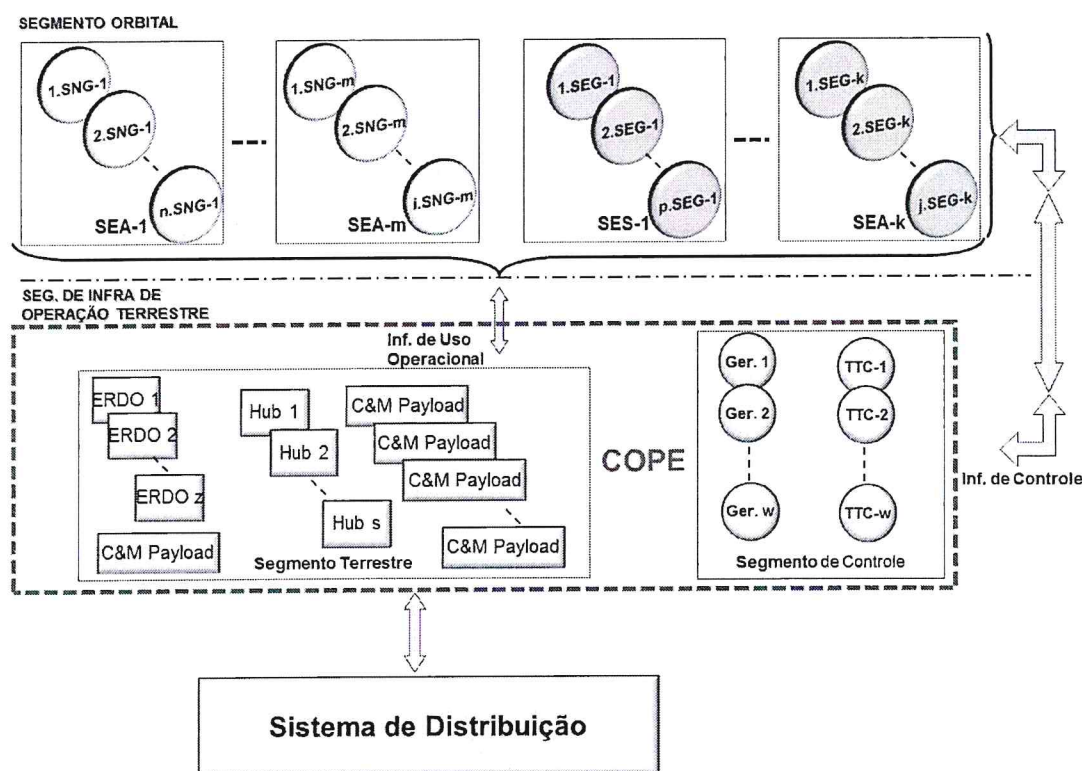 SEGMENTO ORBITAL
1.SNG-1
2.SNG-1
n.SNG-1
SEA-1
1.SNG-m
2.SNG-m
i.SNG-m
SEA-m
1.SEG-1
2.SEG-1
p.SEG-1
SES-1
1.SEG-k
2.SEG-k
j.SEG-k
SEA-k
SEG. DE INFRA DE
OPERAÇÃO TERRESTRE
Inf. de Uso
Operacional
ERDO 1
ERDO 2
ERDO z
C&M Payload
Hub 1
Hub 2
Hub s
C&M Payload
C&M Payload
C&M Payload
C&M Payload
Segmento Terrestre
COPE
Ger. 1
Ger. 2
Ger. w
TTC-1
TTC-2
TTC-w
Segmento de Controle
Inf. de Controle
Sistema de Distribuição